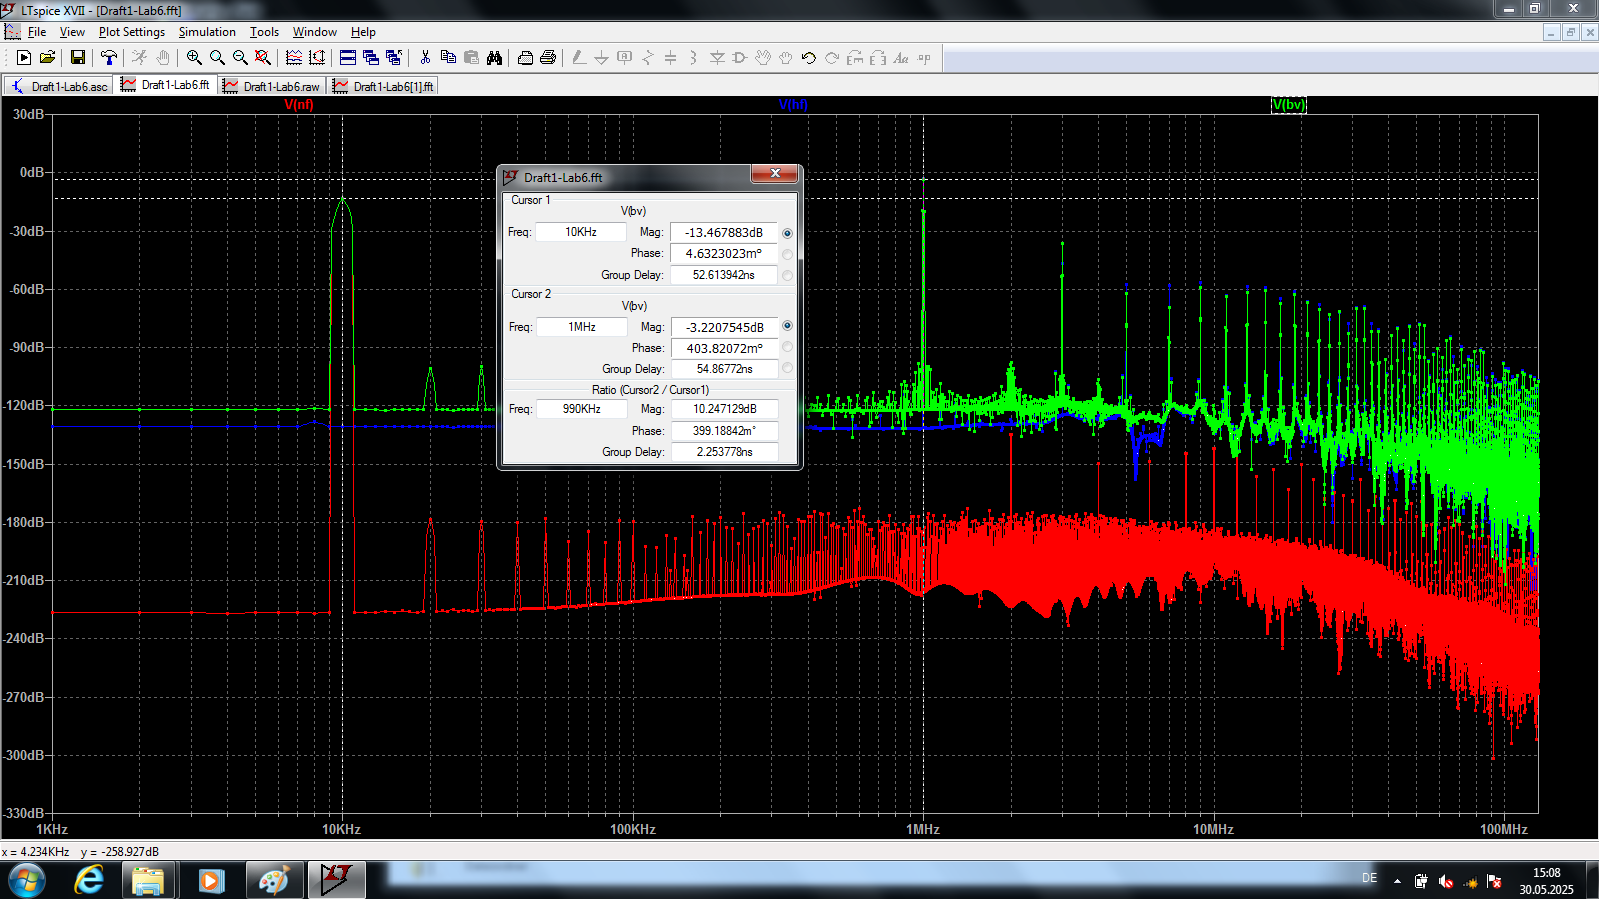 LTspice XVII - [Draft1-Lab6.fft]
File View Plot Settings Simulation Tools Window Help
Draft1-Lab6.asc Draft1-Lab6.fft Draft1-Lab6.raw Draft1-Lab6[1].fft
V(nf) V(hf) V(bv)
30dB
0dB
-30dB
-60dB
-90dB
-120dB
-150dB
-180dB
-210dB
-240dB
-270dB
-300dB
-330dB
1KHz 10KHz 100KHz 1MHz 10MHz 100MHz
Draft1-Lab6.fft
Cursor 1
V(bv)
Freq: 10KHz Mag: -13.467883dB
Phase: 4.6323023m°
Group Delay: 52.613942ns
Cursor 2
V(bv)
Freq: 1MHz Mag: -3.2207545dB
Phase: 403.82072m°
Group Delay: 54.86772ns
Ratio (Cursor2 / Cursor1)
Freq: 990KHz Mag: 10.247129dB
Phase: 399.18842m°
Group Delay: 2.253778ns
x = 4.234KHz y = -258.927dB
DE
15:08
30.05.2025